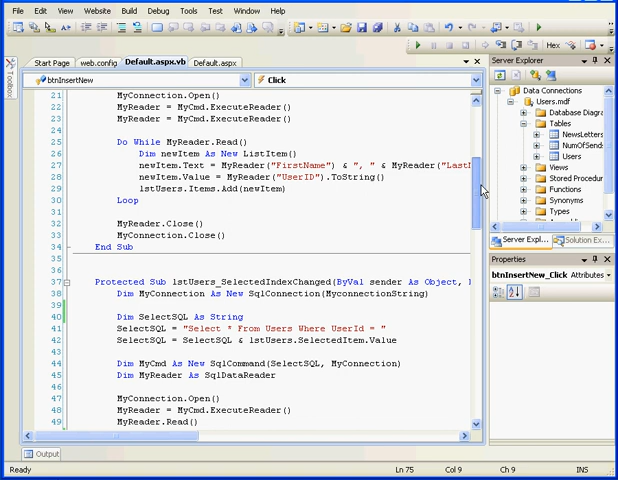 File Edit View Website Build Debug Tools Test Window Help
Hex
Start Page web.config Default.aspx.vb Default.aspx
Toolbox
btnInsertNew Click
21 MyConnection.Open()
22 MyReader = MyCmd.ExecuteReader()
23 MyReader = MyCmd.ExecuteReader()
24
25 Do While MyReader.Read()
26 Dim newItem As New ListItem()
27 newItem.Text = MyReader("FirstName") & ", " & MyReader("LastN
28 newItem.Value = MyReader("UserID").ToString()
29 lstUsers.Items.Add(newItem)
30 Loop
31
32 MyReader.Close()
33 MyConnection.Close()
34 End Sub
35
36
37 Protected Sub lstUsers_SelectedIndexChanged(ByVal sender As Object,
38 Dim MyConnection As New SqlConnection(MyconnectionString)
39
40 Dim SelectSQL As String
41 SelectSQL = "Select * From Users Where UserId = "
42 SelectSQL = SelectSQL & lstUsers.SelectedItem.Value
43
44 Dim MyCmd As New SqlCommand(SelectSQL, MyConnection)
45 Dim MyReader As SqlDataReader
46
47 MyConnection.Open()
48 MyReader = MyCmd.ExecuteReader()
49 MyReader.Read()
Server Explorer
Data Connections
Users.mdf
Database Diagra
Tables
NewsLetters
NumOfSends
Users
Views
Stored Procedur
Functions
Synonyms
Types
Server Expl... Solution Ex...
Properties
btnInsertNew_Click Attributes
Output
Ready Ln 75 Col 9 Ch 9 INS